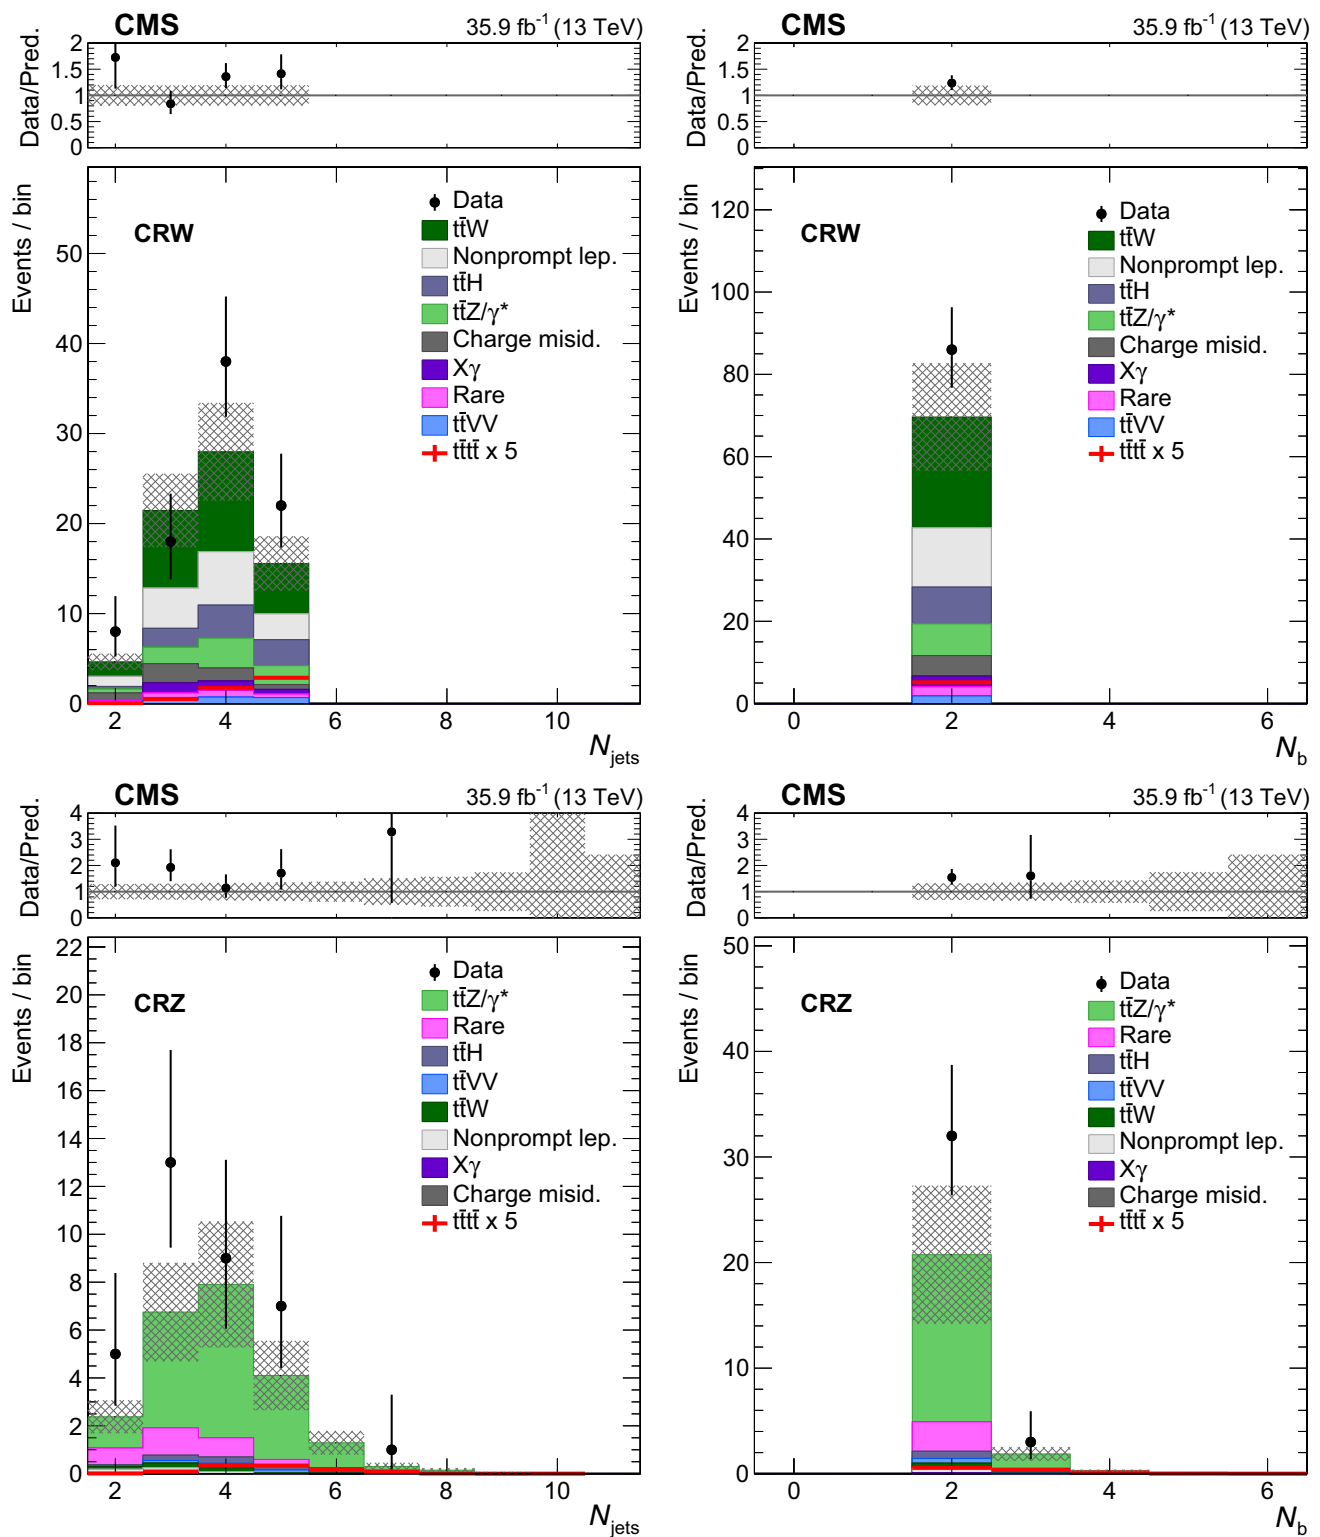 CMS 35.9 fb⁻¹ (13 TeV)
Data/Pred.
2
1.5
1
0.5
0
Events / bin
CRW
Data
tt̄W
Nonprompt lep.
tt̄H
tt̄Z/γ*
Charge misid.
Xγ
Rare
tt̄VV
tt̄tt̄ x 5
50
40
30
20
10
0
2 4 6 8 10
N_jets
CMS 35.9 fb⁻¹ (13 TeV)
Data/Pred.
2
1.5
1
0.5
0
Events / bin
CRW
Data
tt̄W
Nonprompt lep.
tt̄H
tt̄Z/γ*
Charge misid.
Xγ
Rare
tt̄VV
tt̄tt̄ x 5
120
100
80
60
40
20
0
0 2 4 6
N_b
CMS 35.9 fb⁻¹ (13 TeV)
Data/Pred.
4
3
2
1
0
Events / bin
CRZ
Data
tt̄Z/γ*
Rare
tt̄H
tt̄VV
tt̄W
Nonprompt lep.
Xγ
Charge misid.
tt̄tt̄ x 5
22
20
18
16
14
12
10
8
6
4
2
0
2 4 6 8 10
N_jets
CMS 35.9 fb⁻¹ (13 TeV)
Data/Pred.
4
3
2
1
0
Events / bin
CRZ
Data
tt̄Z/γ*
Rare
tt̄H
tt̄VV
tt̄W
Nonprompt lep.
Xγ
Charge misid.
tt̄tt̄ x 5
50
40
30
20
10
0
0 2 4 6
N_b